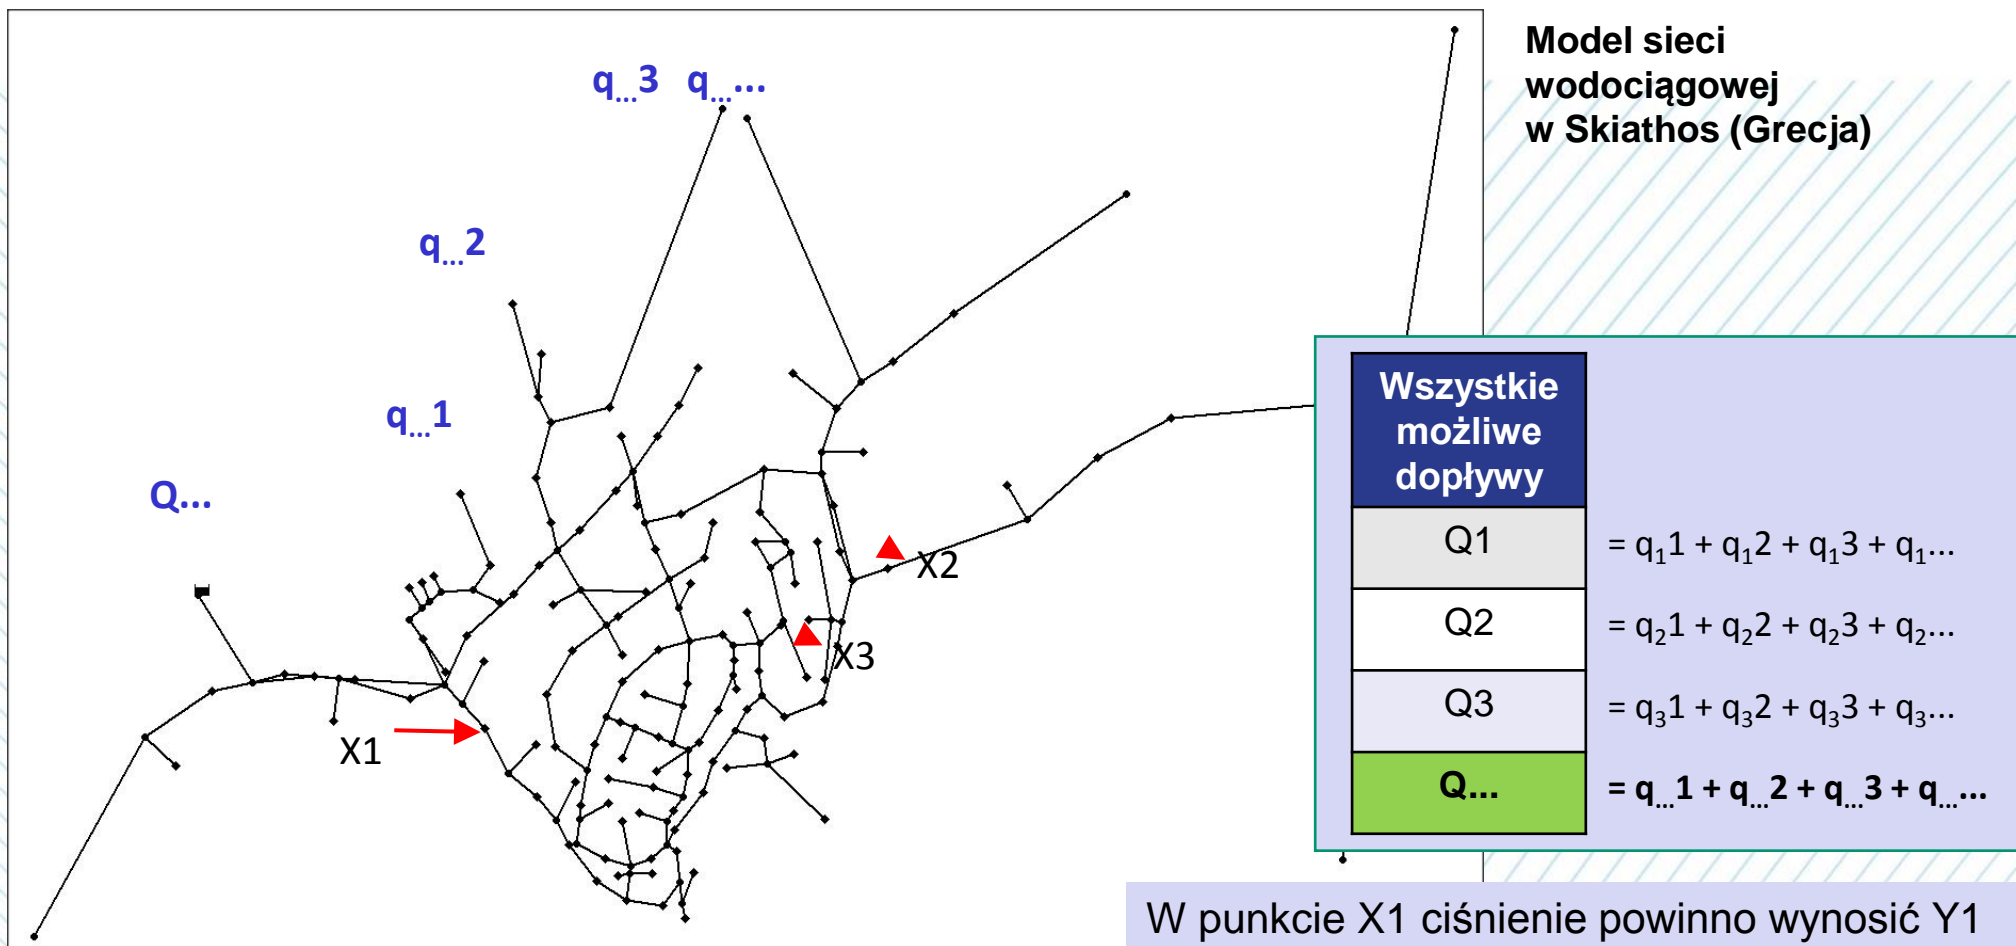 Model sieci
wodociągowej
w Skiathos (Grecja)
q...3 q......
q...2
q...1
Q...
X2
X3
X1
Wszystkie
możliwe
dopływy
Q1 = q₁1 + q₁2 + q₁3 + q₁...
Q2 = q₂1 + q₂2 + q₂3 + q₂...
Q3 = q₃1 + q₃2 + q₃3 + q₃...
Q... = q...1 + q...2 + q...3 + q......
W punkcie X1 ciśnienie powinno wynosić Y1